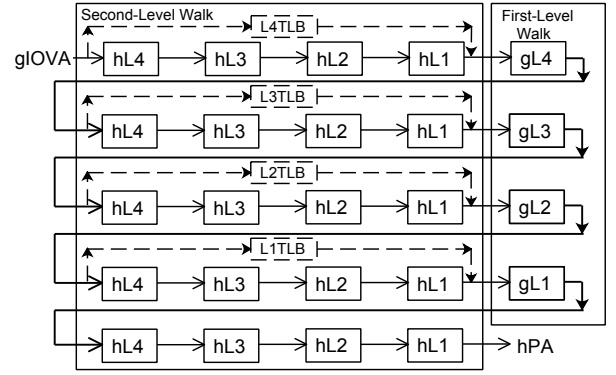 Second-Level Walk
First-Level
Walk
L4TLB
gIOVA hL4 hL3 hL2 hL1 gL4
L3TLB
hL4 hL3 hL2 hL1 gL3
L2TLB
hL4 hL3 hL2 hL1 gL2
L1TLB
hL4 hL3 hL2 hL1 gL1
hL4 hL3 hL2 hL1 hPA